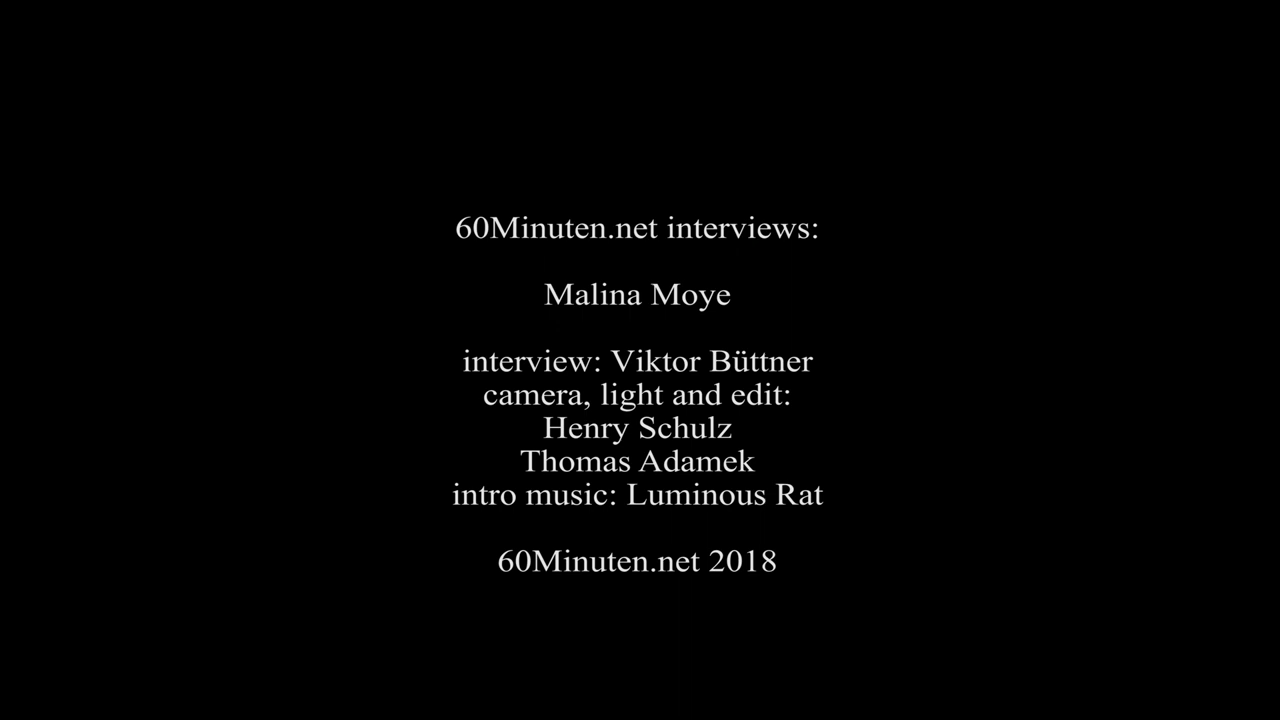 60Minuten.net interviews:
Malina Moye
interview: Viktor Büttner
camera, light and edit:
Henry Schulz
Thomas Adamek
intro music: Luminous Rat
60Minuten.net 2018